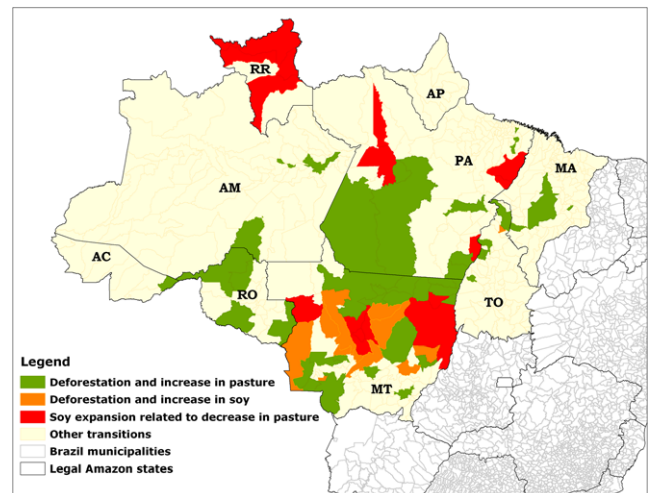 RR
AP
PA
MA
AM
AC
RO
TO
MT
Legend
Deforestation and increase in pasture
Deforestation and increase in soy
Soy expansion related to decrease in pasture
Other transitions
Brazil municipalities
Legal Amazon states